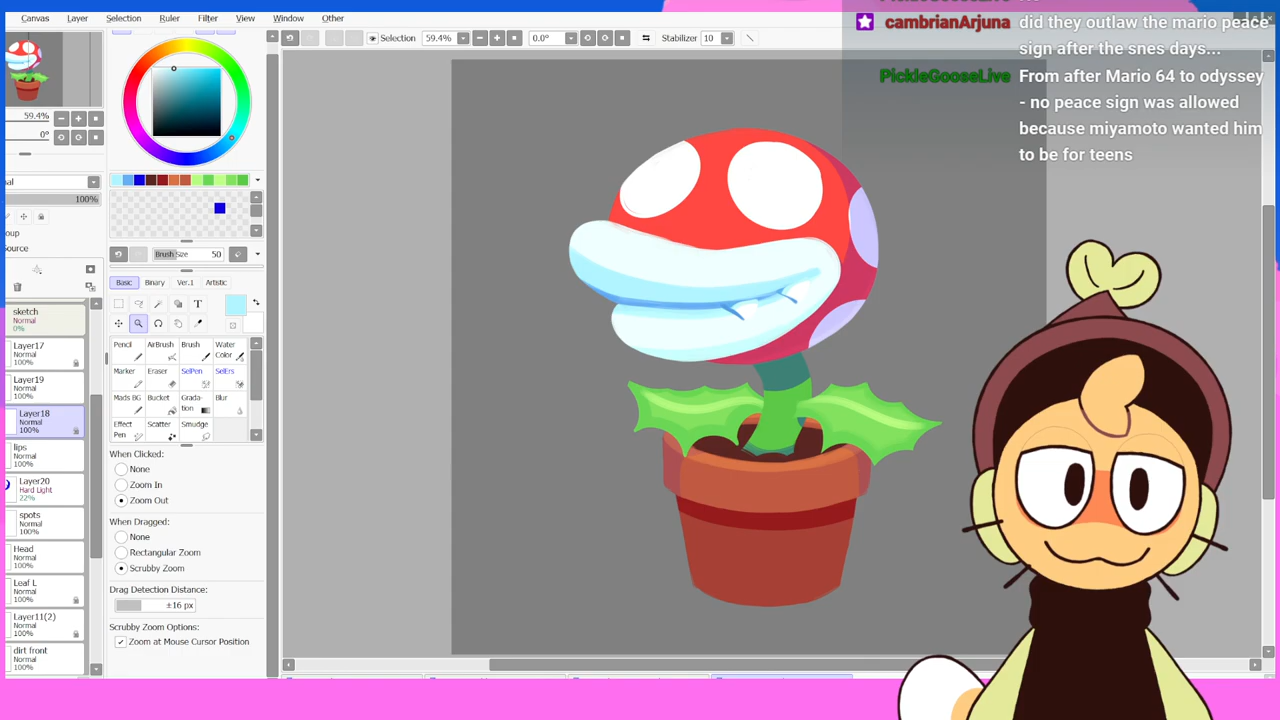 Canvas Layer Selection Ruler Filter View Window Other
cambrianArjuna did they outlaw the mario peace
sign after the snes days...
PickleGooseLive From after Mario 64 to odyssey
- no peace sign was allowed
because miyamoto wanted him
to be for teens
Selection 59.4% 0.0° Stabilizer 10
59.4%
0°
100%
Brush Size 50
Basic Binary Ver.1 Artistic
T
Pencil AirBrush Brush Water Color
Marker Eraser SelPen SelErs
Mads BG Bucket Gradation Blur
Effect Pen Scatter Smudge
When Clicked:
None
Zoom In
Zoom Out
When Dragged:
None
Rectangular Zoom
Scrubby Zoom
Drag Detection Distance:
±16 px
Scrubby Zoom Options:
Zoom at Mouse Cursor Position
oup
Source
sketch
Normal
0%
Layer17
Normal
100%
Layer19
Normal
100%
Layer18
Normal
100%
lips
Normal
100%
Layer20
Hard Light
22%
spots
Normal
100%
Head
Normal
100%
Leaf L
Normal
100%
Layer11(2)
Normal
100%
dirt front
Normal
100%